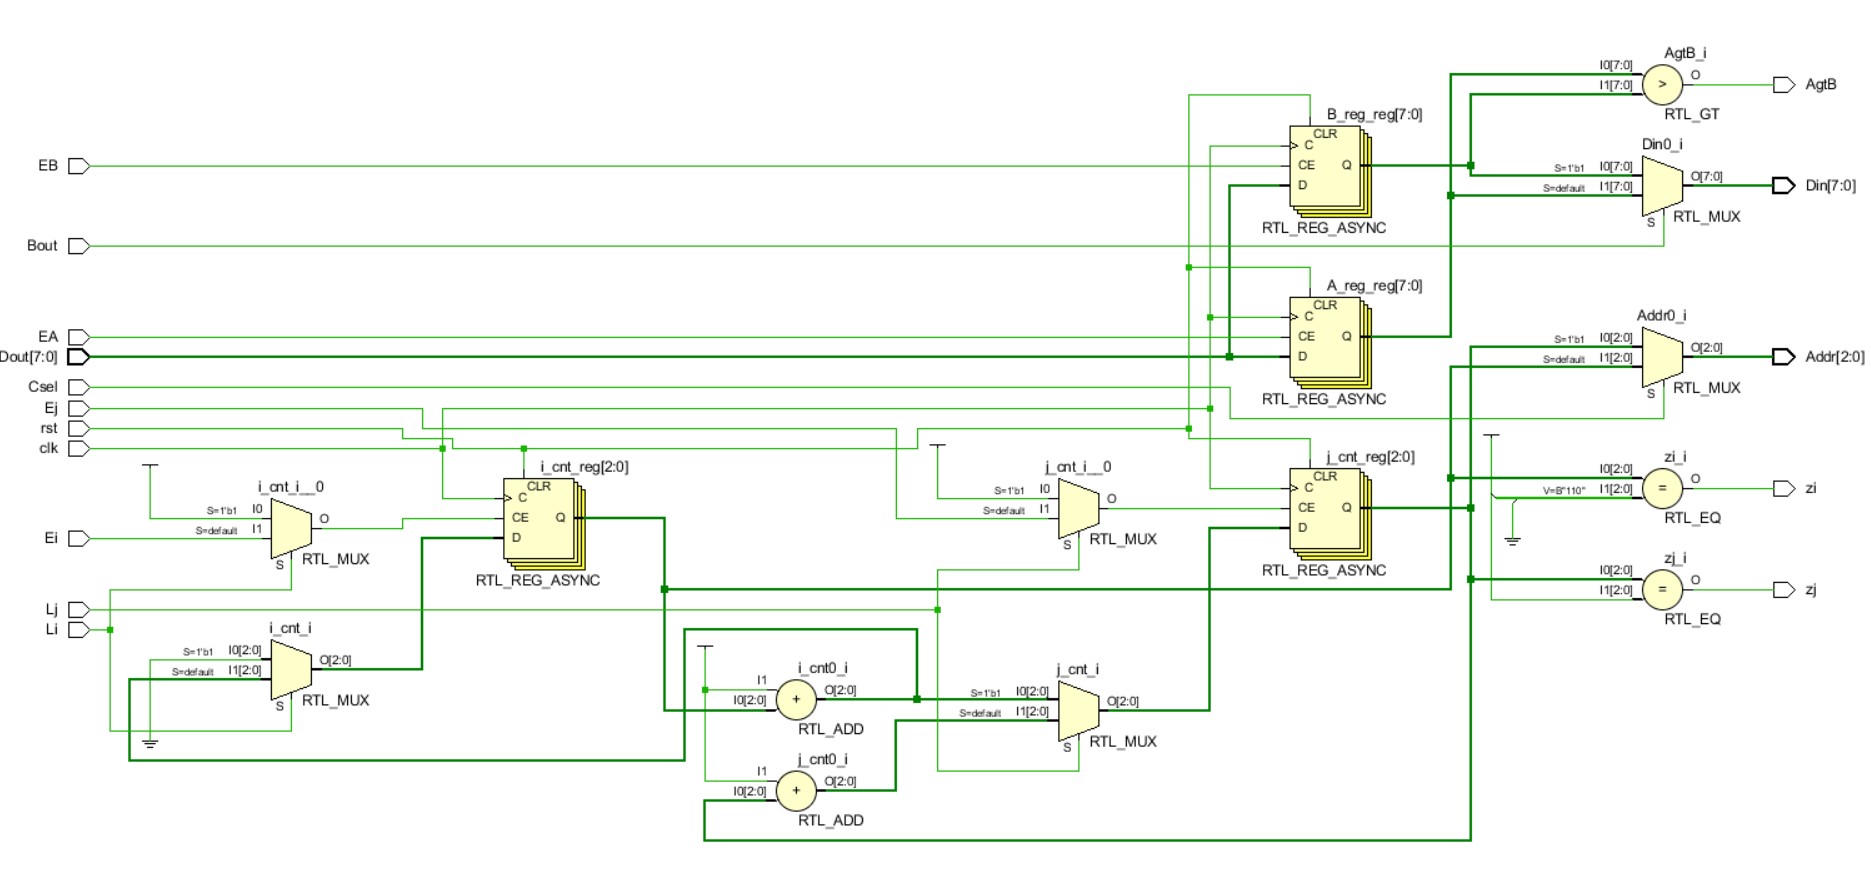 AgtB_i
I0[7:0]
I1[7:0]
O
>
AgtB
RTL_GT
B_reg_reg[7:0]
CLR
C
CE
D
Q
RTL_REG_ASYNC
EB
Din0_i
S=1'b1
I0[7:0]
S=default
I1[7:0]
O[7:0]
S
RTL_MUX
Din[7:0]
Bout
A_reg_reg[7:0]
CLR
C
CE
D
Q
RTL_REG_ASYNC
EA
Dout[7:0]
Addr0_i
S=1'b1
I0[2:0]
S=default
I1[2:0]
O[2:0]
S
RTL_MUX
Addr[2:0]
Csel
Ej
rst
clk
i_cnt_i__0
S=1'b1
I0
S=default
I1
O
S
RTL_MUX
Ei
i_cnt_reg[2:0]
CLR
C
CE
D
Q
RTL_REG_ASYNC
j_cnt_i__0
S=1'b1
I0
S=default
I1
O
S
RTL_MUX
j_cnt_reg[2:0]
CLR
C
CE
D
Q
RTL_REG_ASYNC
zi_i
I0[2:0]
V=B"110"
I1[2:0]
=
O
RTL_EQ
zi
zj_i
I0[2:0]
I1[2:0]
=
O
RTL_EQ
zj
Lj
Li
i_cnt_i
S=1'b1
I0[2:0]
S=default
I1[2:0]
O[2:0]
S
RTL_MUX
i_cnt0_i
I1
I0[2:0]
+
O[2:0]
RTL_ADD
j_cnt_i
S=1'b1
I0[2:0]
S=default
I1[2:0]
O[2:0]
S
RTL_MUX
j_cnt0_i
I1
I0[2:0]
+
O[2:0]
RTL_ADD